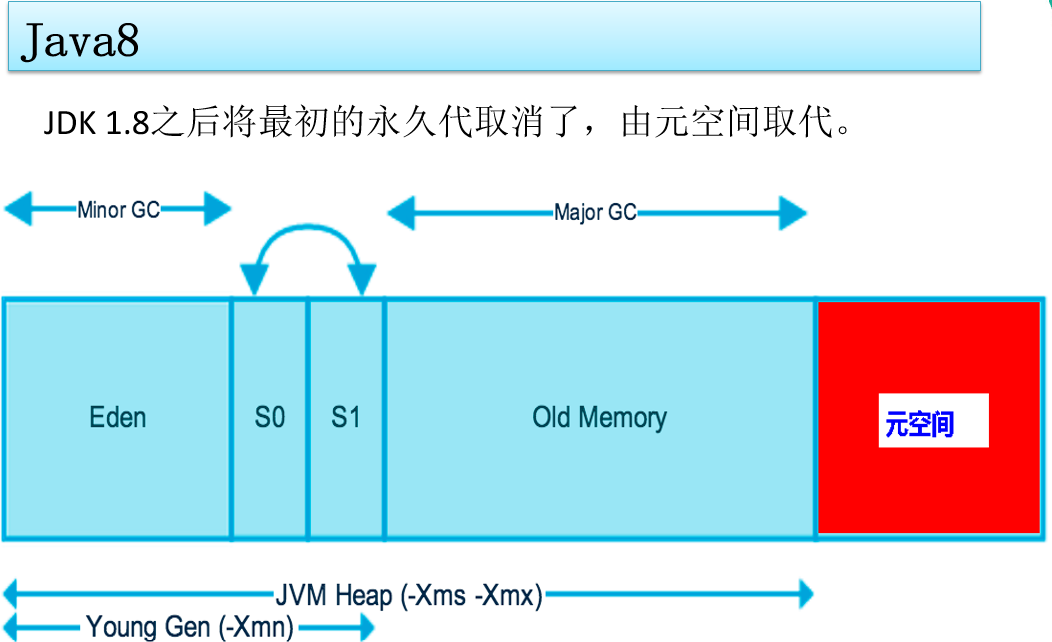 Java8
JDK 1.8之后将最初的永久代取消了，由元空间取代。
Minor GC
Major GC
Eden
S0
S1
Old Memory
元空间
JVM Heap (-Xms -Xmx)
Young Gen (-Xmn)